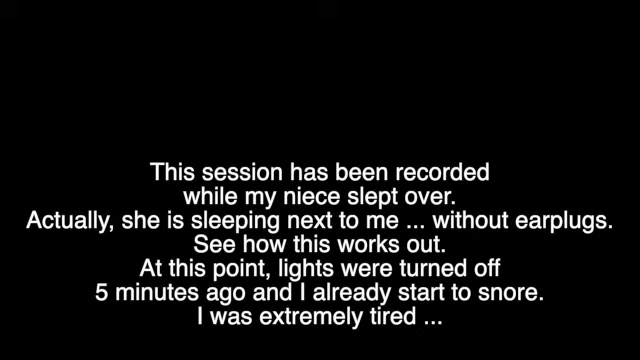 This session has been recorded
while my niece slept over.
Actually, she is sleeping next to me ... without earplugs.
See how this works out.
At this point, lights were turned off
5 minutes ago and I already start to snore.
I was extremely tired ...